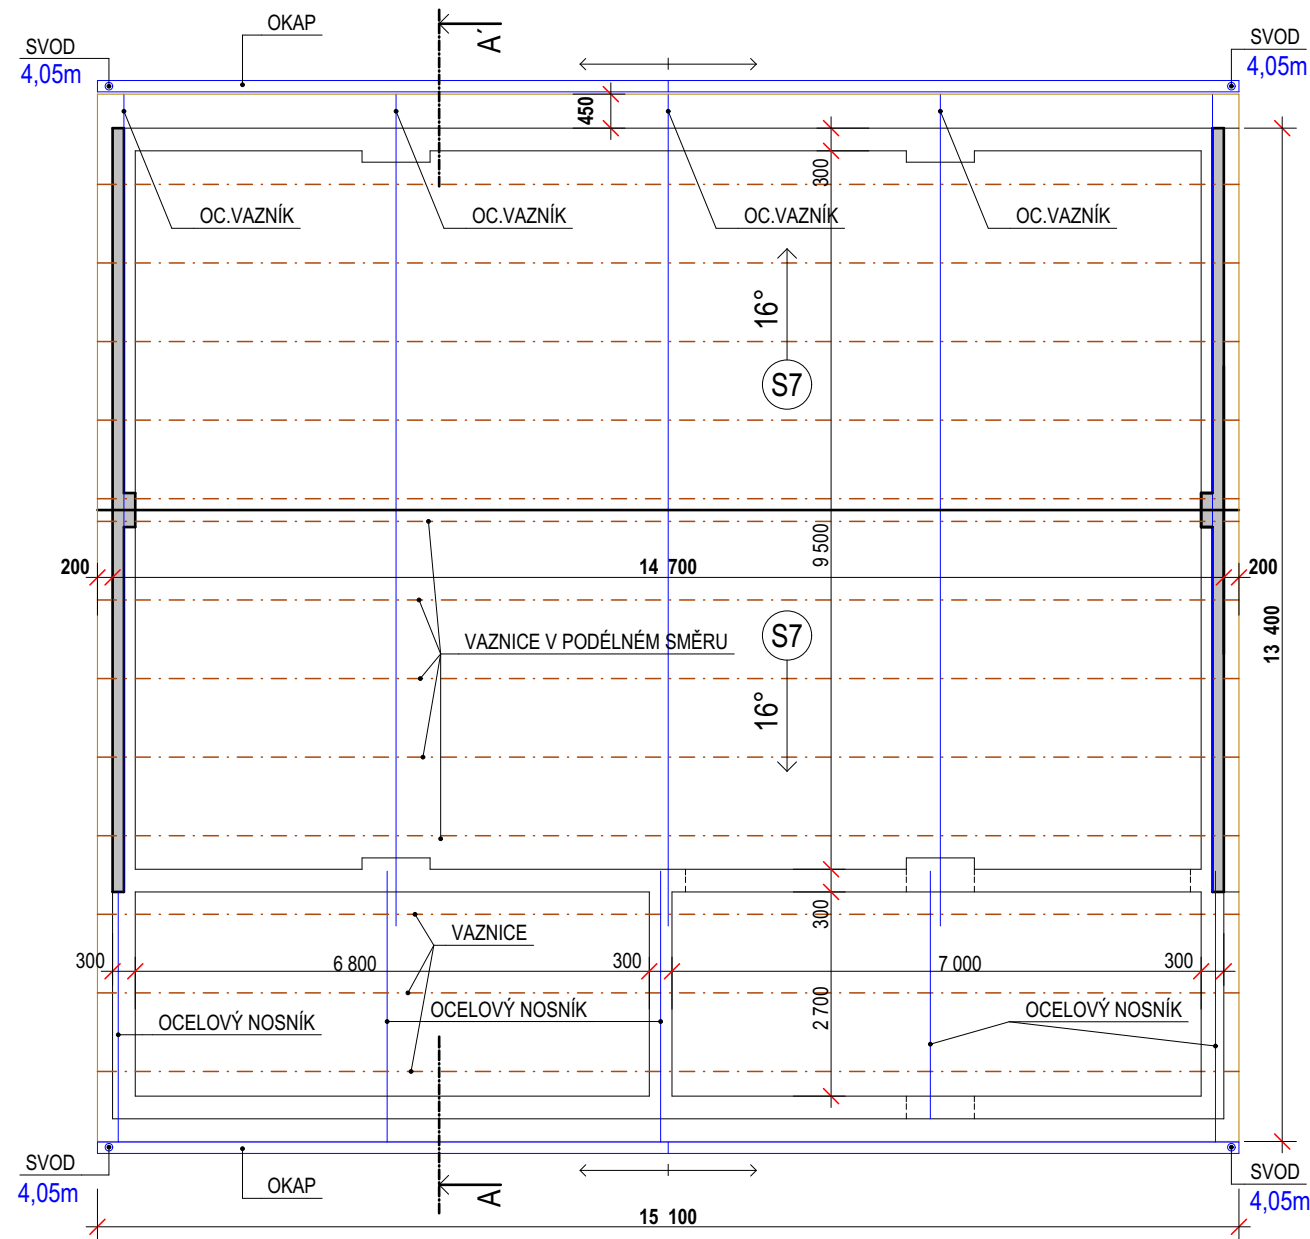 OKAP
A´
SVOD
4,05m
SVOD
4,05m
450
300
OC.VAZNÍK
OC.VAZNÍK
OC.VAZNÍK
OC.VAZNÍK
16°
S7
9 500
200
14 700
200
13 400
S7
VAZNICE V PODÉLNÉM SMĚRU
16°
300
VAZNICE
300
6 800
300
7 000
300
2 700
OCELOVÝ NOSNÍK
OCELOVÝ NOSNÍK
OCELOVÝ NOSNÍK
SVOD
4,05m
OKAP
A
SVOD
4,05m
15 100